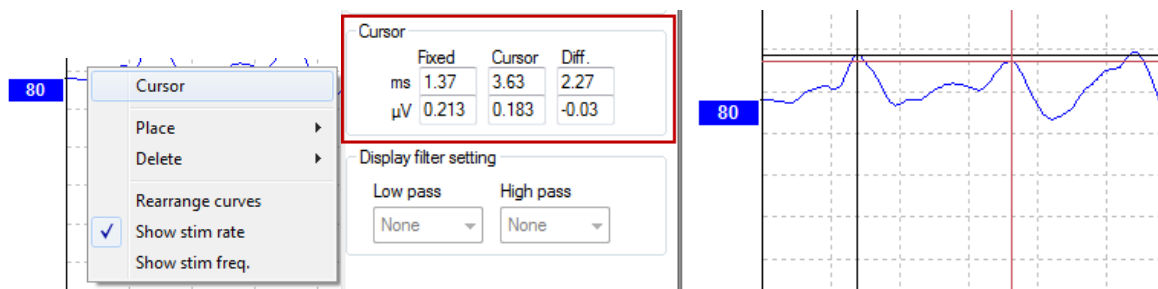 80
Cursor
Place
Delete
Rearrange curves
Show stim rate
Show stim freq.
Cursor
Fixed Cursor Diff.
ms 1.37 3.63 2.27
µV 0.213 0.183 -0.03
Display filter setting
Low pass High pass
None None
80